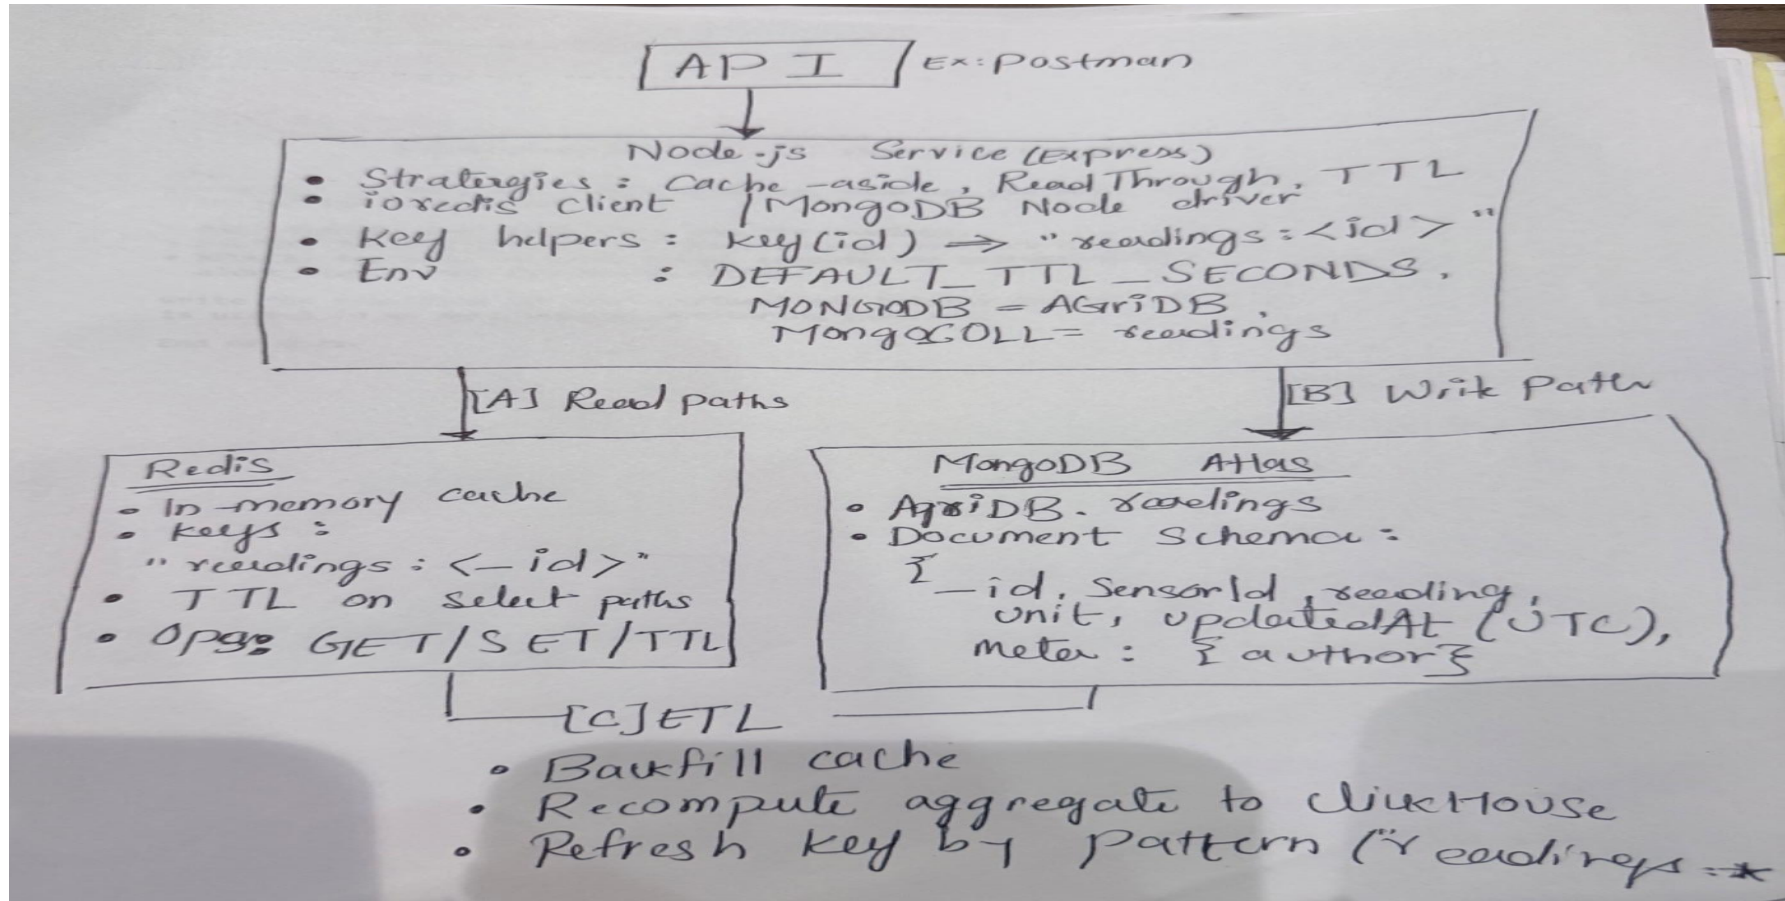 API Ex: Postman
Node-js Service (Express)
• Stratergies : Cache-aside, Read Through, TTL
• ioredis client / MongoDB Node driver
• Key helpers : key(id) ⇒ "readings:<id>"
• Env : DEFAULT_TTL_SECONDS,
MONGODB = AGriDB,
MongoCOLL = readings
[A] Read paths
[B] Write Path
Redis
• In-memory cache
• Keys :
"readings: <_id>"
• TTL on select paths
• Ops: GET/SET/TTL
MongoDB Atlas
• AgriDB. readings
• Document Schema :
{ _id, SensorId, reading,
unit, updatedAt (UTC),
meta : {author}
[C] ETL
• Backfill cache
• Recompute aggregate to ClickHouse
• Refresh key by pattern ("readings:*